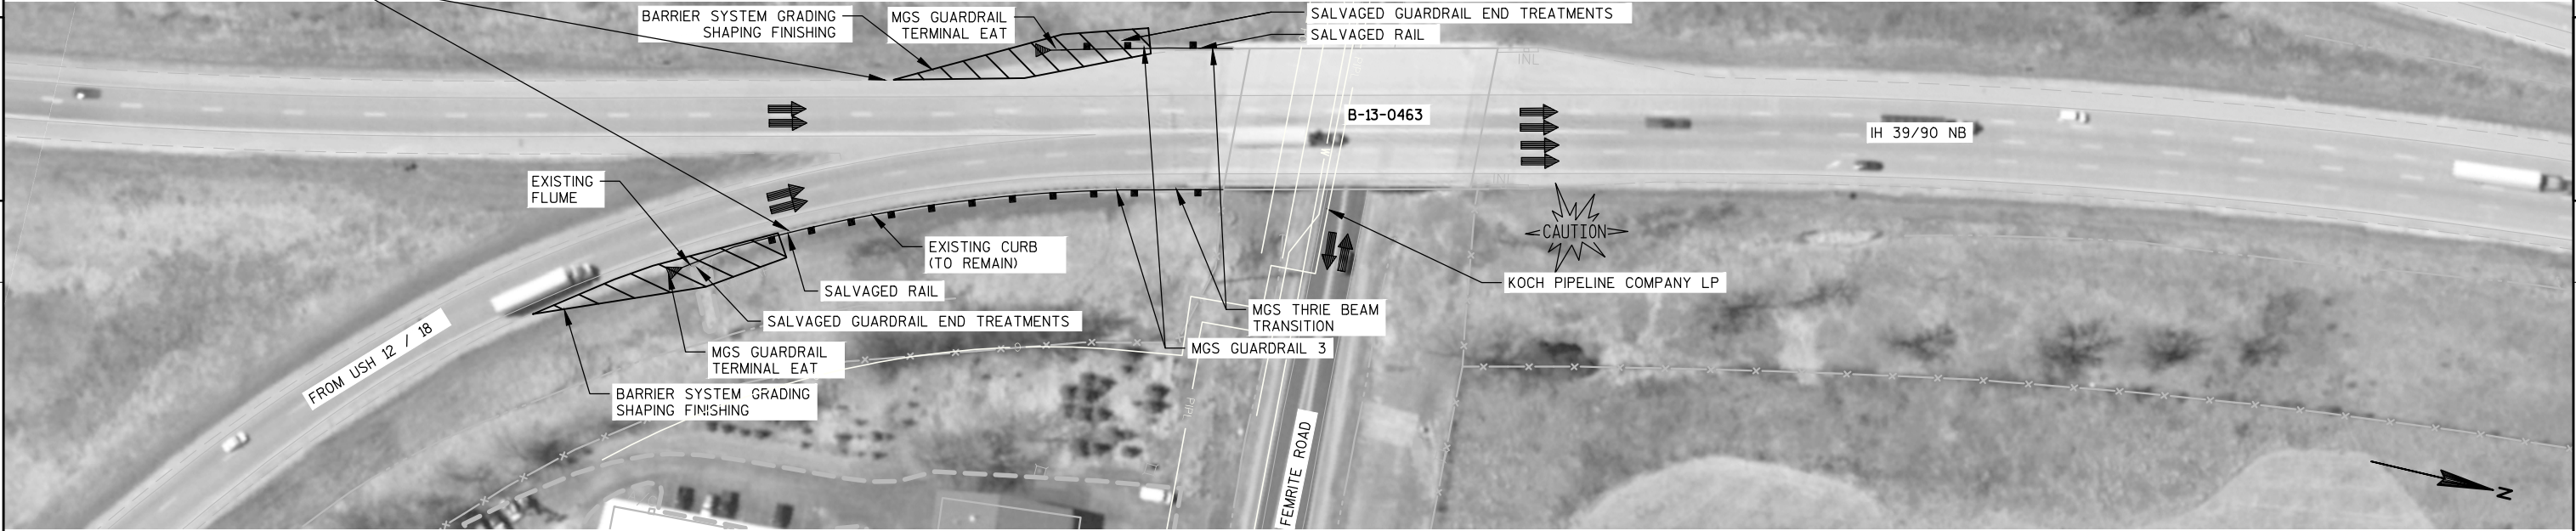 BARRIER SYSTEM GRADING
SHAPING FINISHING
MGS GUARDRAIL
TERMINAL EAT
SALVAGED GUARDRAIL END TREATMENTS
SALVAGED RAIL
INL
B-13-0463
IH 39/90 NB
EXISTING
FLUME
INL
CAUTION
EXISTING CURB
(TO REMAIN)
KOCH PIPELINE COMPANY LP
SALVAGED RAIL
SALVAGED GUARDRAIL END TREATMENTS
MGS THRIE BEAM
TRANSITION
MGS GUARDRAIL 3
FROM USH 12 / 18
MGS GUARDRAIL
TERMINAL EAT
BARRIER SYSTEM GRADING
SHAPING FINISHING
PIPL
FEMRITE ROAD
N